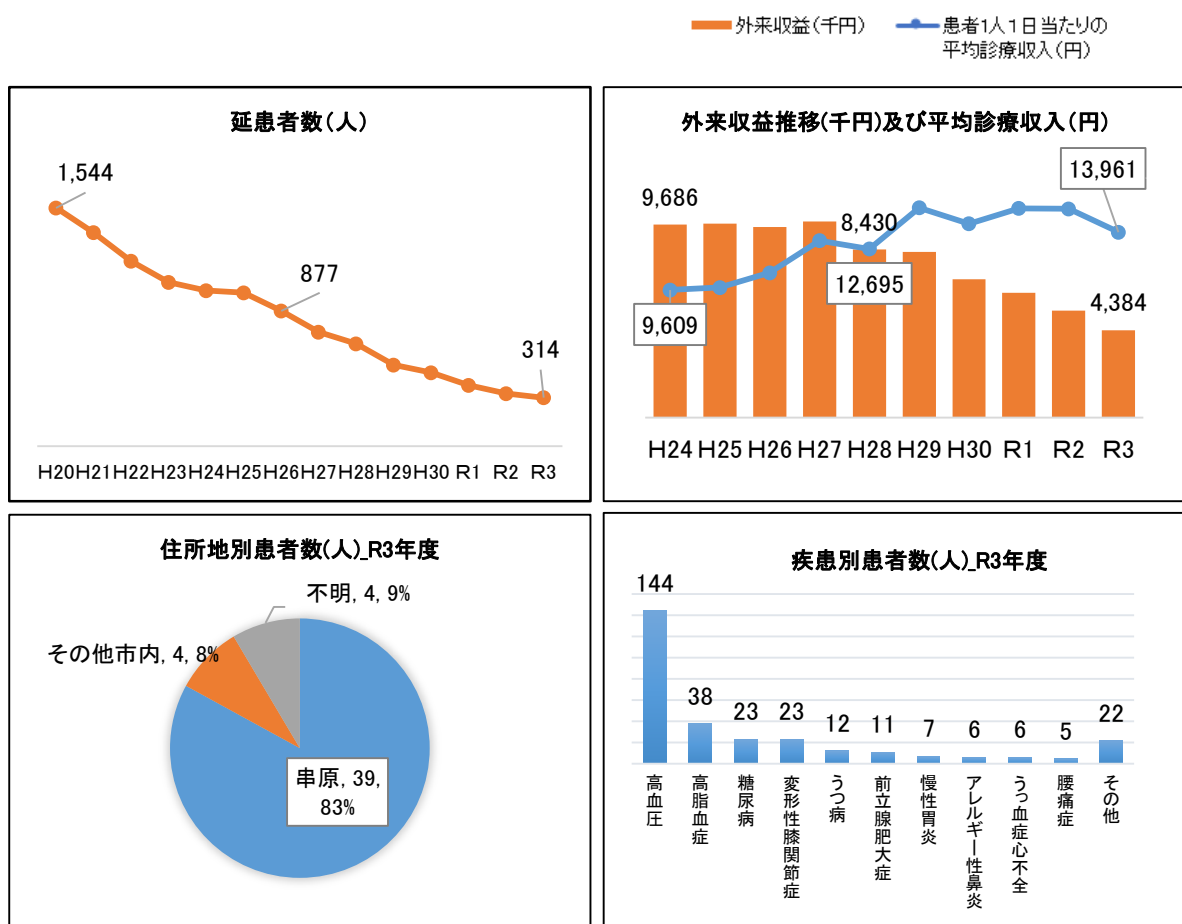 外来収益(千円)
患者1人1日当たりの
平均診療収入(円)
延患者数(人)
1,544
877
314
H20 H21 H22 H23 H24 H25 H26 H27 H28 H29 H30 R1 R2 R3
外来収益推移(千円)及び平均診療収入(円)
13,961
9,686
8,430
12,695
9,609
4,384
H24 H25 H26 H27 H28 H29 H30 R1 R2 R3
住所地別患者数(人)_R3年度
不明, 4, 9%
その他市内, 4, 8%
串原, 39,
83%
疾患別患者数(人)_R3年度
144
38
23
23
12
11
7
6
6
5
22
高血圧
高脂血症
糖尿病
変形性膝関節症
うつ病
前立腺肥大症
慢性胃炎
アレルギー性鼻炎
うっ血症心不全
腰痛症
その他